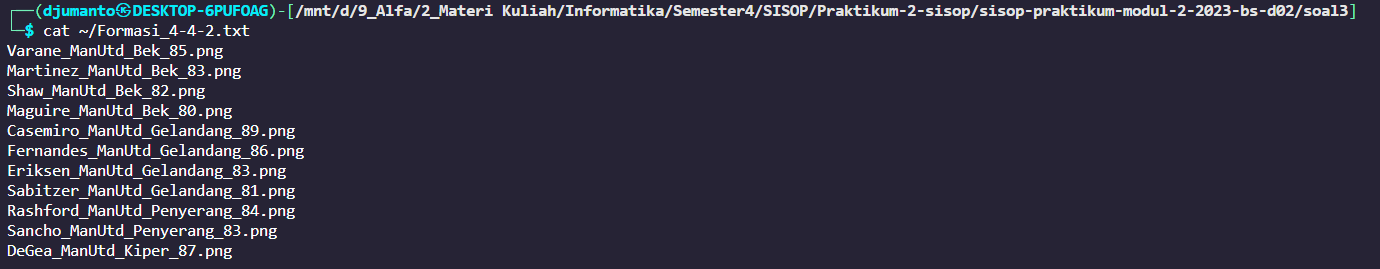 ──(djumanto㉿DESKTOP-6PUFOAG)-[/mnt/d/9_Alfa/2_Materi Kuliah/Informatika/Semester4/SISOP/Praktikum-2-sisop/sisop-praktikum-modul-2-2023-bs-d02/soal3]
└─$ cat ~/Formasi_4-4-2.txt
Varane_ManUtd_Bek_85.png
Martinez_ManUtd_Bek_83.png
Shaw_ManUtd_Bek_82.png
Maguire_ManUtd_Bek_80.png
Casemiro_ManUtd_Gelandang_89.png
Fernandes_ManUtd_Gelandang_86.png
Eriksen_ManUtd_Gelandang_83.png
Sabitzer_ManUtd_Gelandang_81.png
Rashford_ManUtd_Penyerang_84.png
Sancho_ManUtd_Penyerang_83.png
DeGea_ManUtd_Kiper_87.png